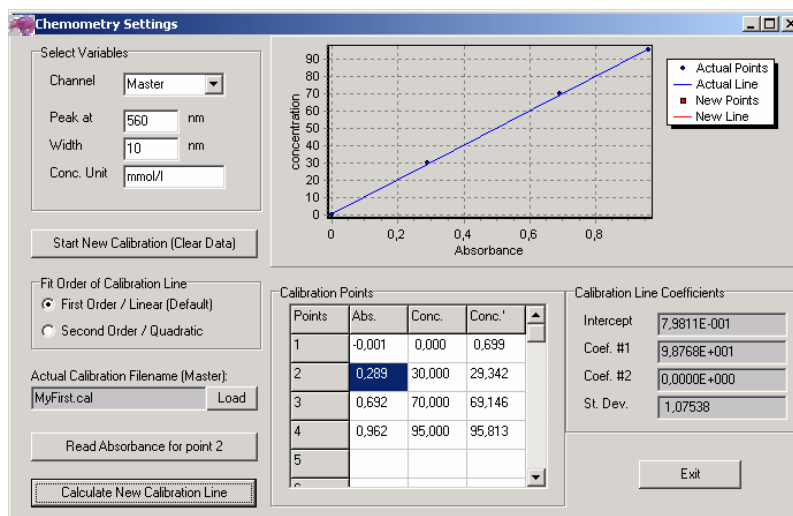 Chemometry Settings
Select Variables
Channel Master
Peak at 560 nm
Width 10 nm
Conc. Unit mmol/l
Start New Calibration (Clear Data)
Fit Order of Calibration Line
First Order / Linear (Default)
Second Order / Quadratic
Actual Calibration Filename (Master):
MyFirst.cal Load
Read Absorbance for point 2
Calculate New Calibration Line
concentration
90
80
70
60
50
40
30
20
10
0
0 0,2 0,4 0,6 0,8
Absorbance
Actual Points
Actual Line
New Points
New Line
Calibration Points
Points Abs. Conc. Conc.'
1 -0,001 0,000 0,699
2 0,289 30,000 29,342
3 0,692 70,000 69,146
4 0,962 95,000 95,813
5
Calibration Line Coefficients
Intercept 7,9811E-001
Coef. #1 9,8768E+001
Coef. #2 0,0000E+000
St. Dev. 1,07538
Exit